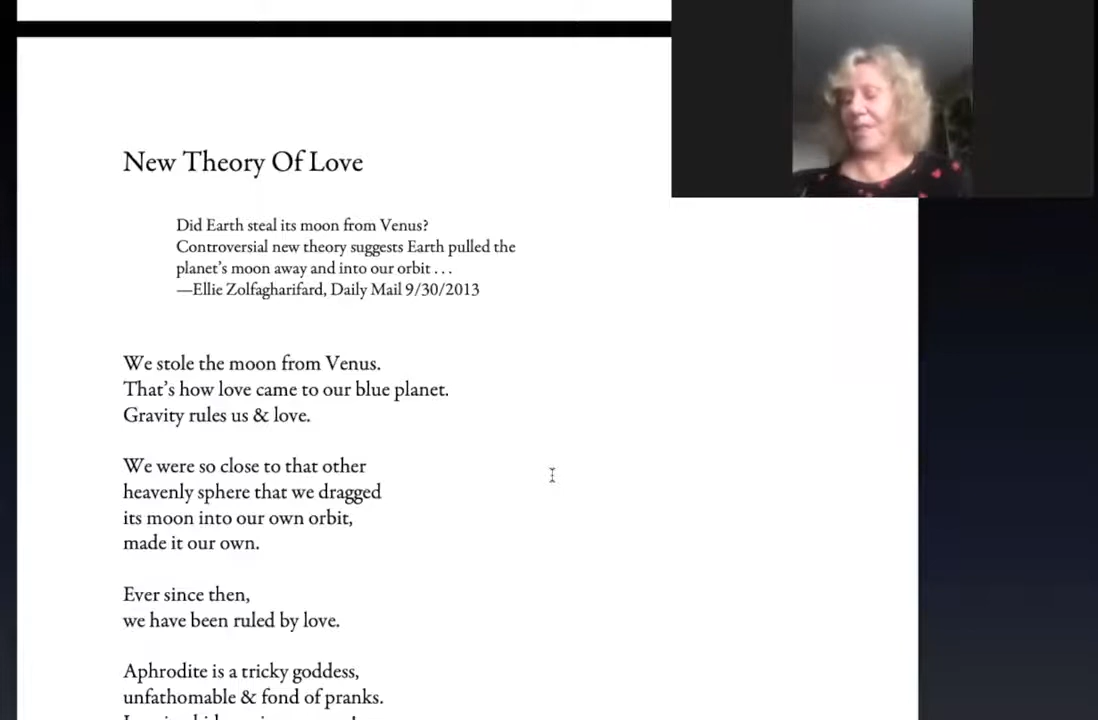 New Theory Of Love
Did Earth steal its moon from Venus?
Controversial new theory suggests Earth pulled the
planet's moon away and into our orbit . . .
—Ellie Zolfagharifard, Daily Mail 9/30/2013
We stole the moon from Venus.
That's how love came to our blue planet.
Gravity rules us & love.
We were so close to that other
heavenly sphere that we dragged
its moon into our own orbit,
made it our own.
Ever since then,
we have been ruled by love.
Aphrodite is a tricky goddess,
unfathomable & fond of pranks.